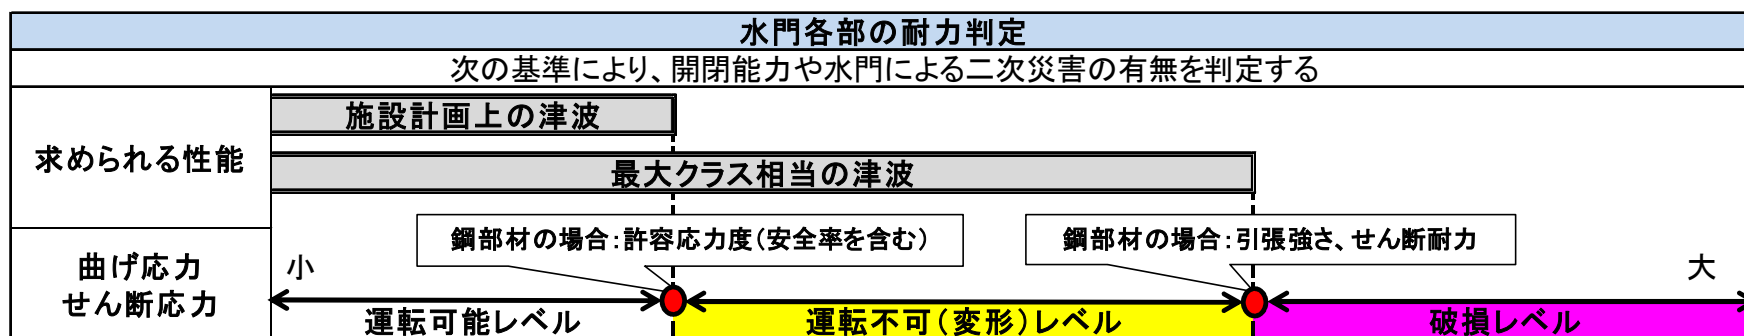 水門各部の耐力判定
次の基準により、開閉能力や水門による二次災害の有無を判定する
求められる性能
施設計画上の津波
最大クラス相当の津波
鋼部材の場合:許容応力度(安全率を含む)
鋼部材の場合:引張強さ、せん断耐力
曲げ応力
せん断応力
小
大
運転可能レベル
運転不可(変形)レベル
破損レベル